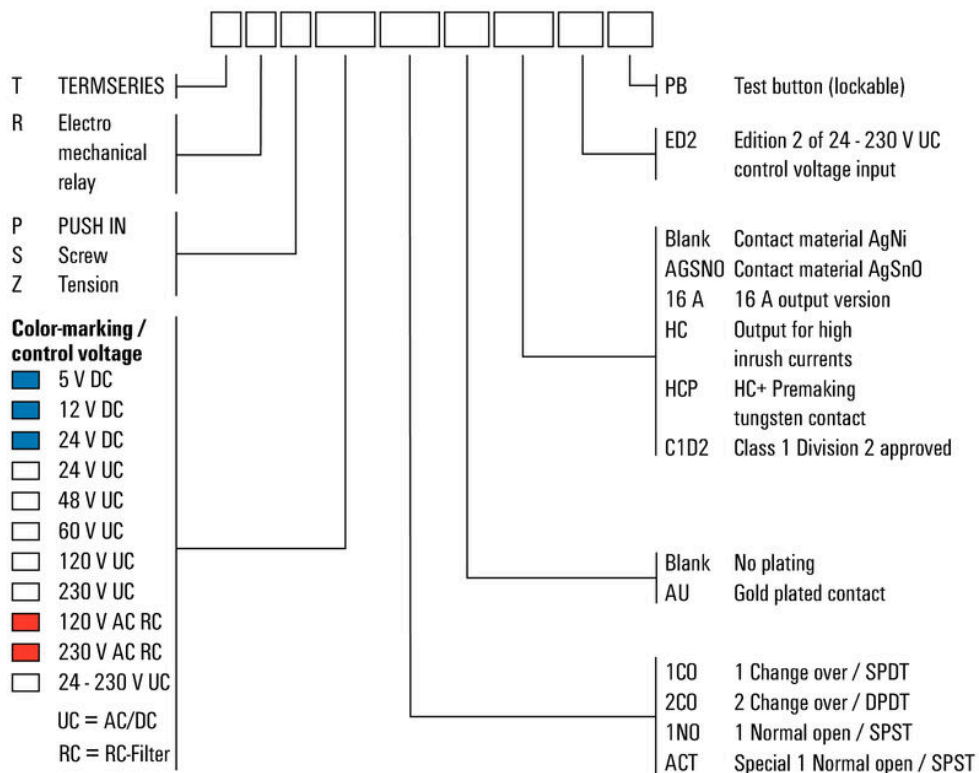 T TERMSERIES
R Electro
mechanical
relay
P PUSH IN
S Screw
Z Tension
Color-marking /
control voltage
5 V DC
12 V DC
24 V DC
24 V UC
48 V UC
60 V UC
120 V UC
230 V UC
120 V AC RC
230 V AC RC
24 - 230 V UC
UC = AC/DC
RC = RC-Filter
PB Test button (lockable)
ED2 Edition 2 of 24 - 230 V UC
control voltage input
Blank Contact material AgNi
AGSNO Contact material AgSnO
16 A 16 A output version
HC Output for high
inrush currents
HCP HC+ Premaking
tungsten contact
C1D2 Class 1 Division 2 approved
Blank No plating
AU Gold plated contact
1CO 1 Change over / SPDT
2CO 2 Change over / DPDT
1NO 1 Normal open / SPST
ACT Special 1 Normal open / SPST